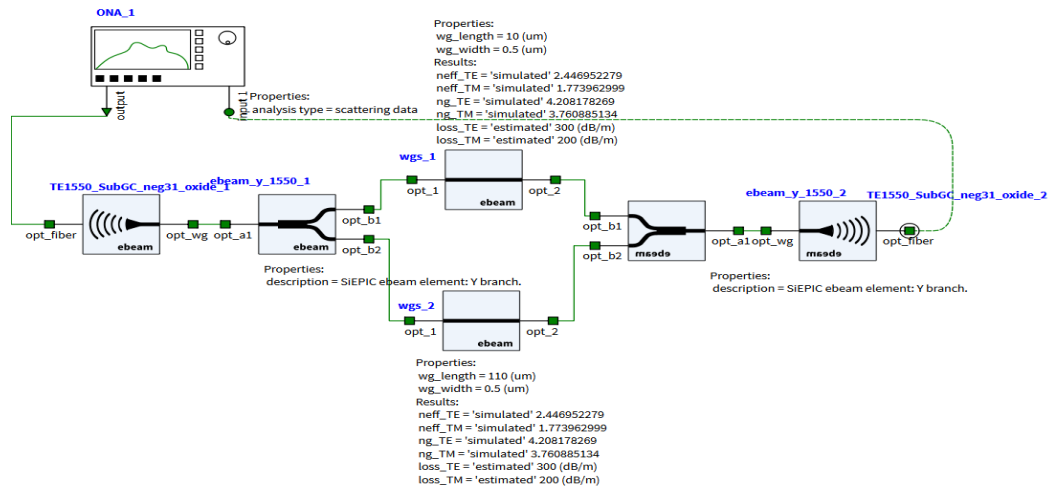 ONA_1
output
input 1
Properties:
analysis type = scattering data
Properties:
wg_length = 10 (um)
wg_width = 0.5 (um)
Results:
neff_TE = 'simulated' 2.446952279
neff_TM = 'simulated' 1.773962999
ng_TE = 'simulated' 4.208178269
ng_TM = 'simulated' 3.760885134
loss_TE = 'estimated' 300 (dB/m)
loss_TM = 'estimated' 200 (dB/m)
wgs_1
opt_1
opt_2
ebeam
TE1550_SubGC_neg31_oxide_1
opt_fiber
opt_wg
ebeam
ebeam_y_1550_1
opt_a1
opt_b1
opt_b2
ebeam
Properties:
description = SiEPIC ebeam element: Y branch.
ebeam_y_1550_2
opt_b1
opt_b2
opt_a1
ebeam
Properties:
description = SiEPIC ebeam element: Y branch.
TE1550_SubGC_neg31_oxide_2
opt_wg
opt_fiber
ebeam
wgs_2
opt_1
opt_2
ebeam
Properties:
wg_length = 110 (um)
wg_width = 0.5 (um)
Results:
neff_TE = 'simulated' 2.446952279
neff_TM = 'simulated' 1.773962999
ng_TE = 'simulated' 4.208178269
ng_TM = 'simulated' 3.760885134
loss_TE = 'estimated' 300 (dB/m)
loss_TM = 'estimated' 200 (dB/m)